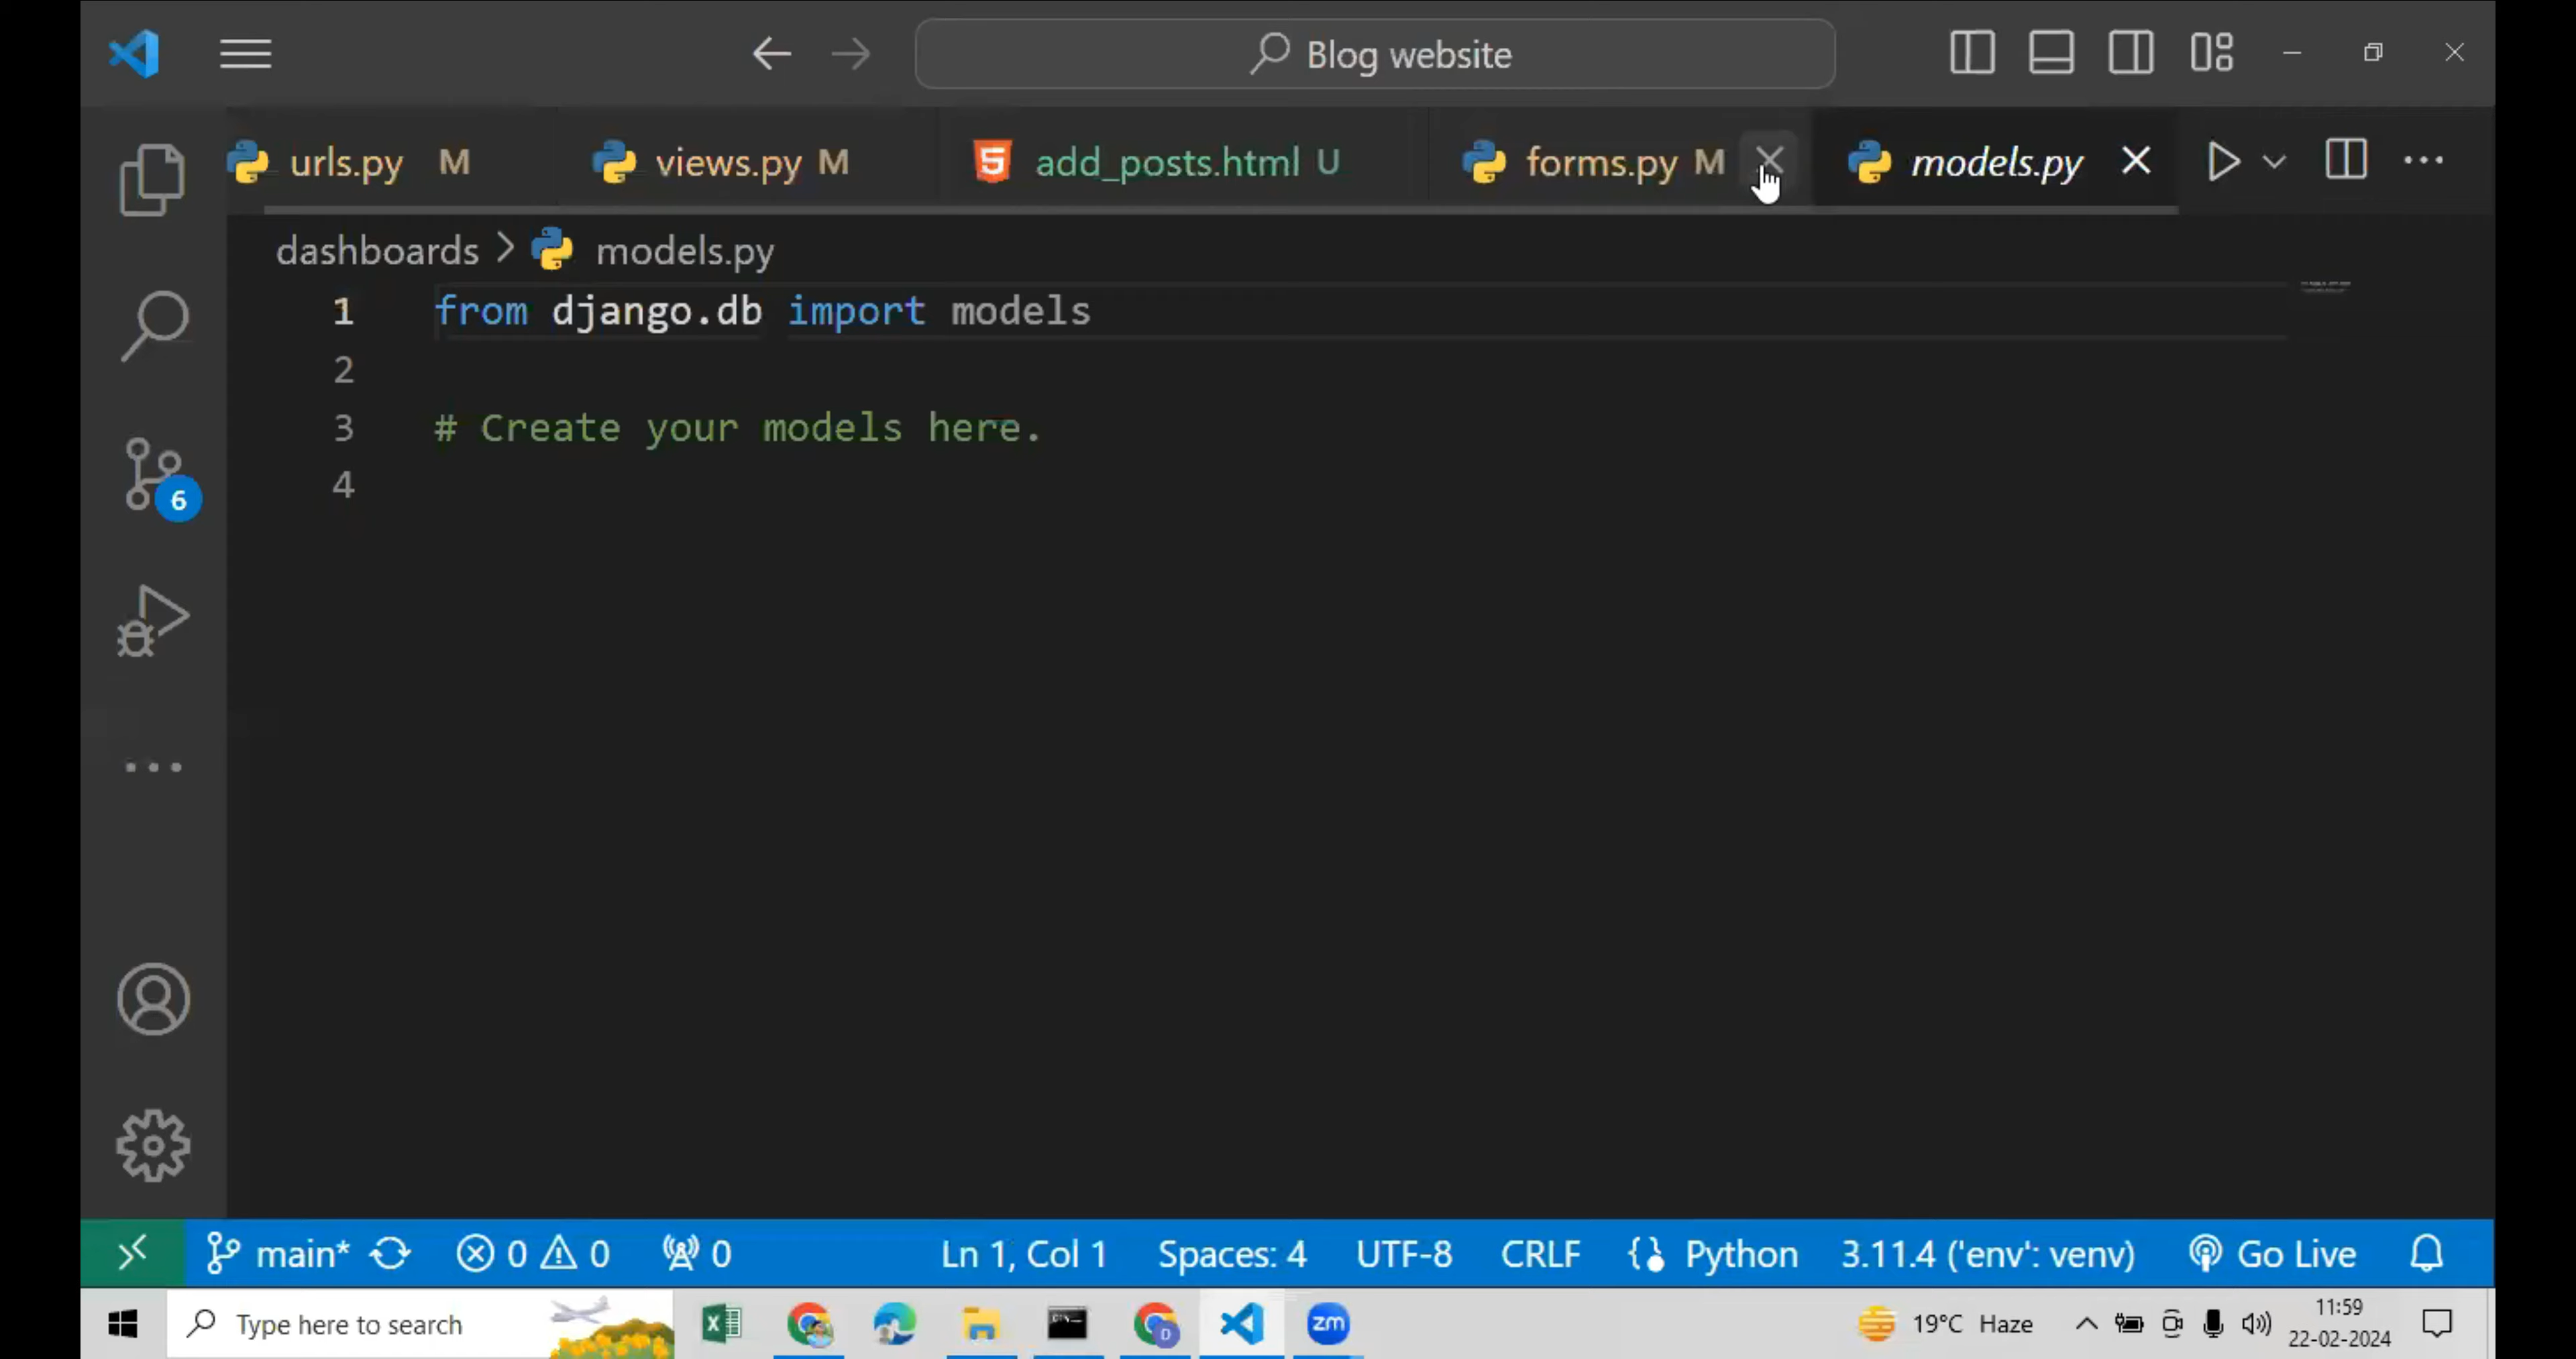 Blog website
urls.py M views.py M add_posts.html U forms.py M models.py
dashboards > models.py
1 from django.db import models
2
3 # Create your models here.
4
6
main* 0 0 0 Ln 1, Col 1 Spaces: 4 UTF-8 CRLF Python 3.11.4 ('env': venv) Go Live
Type here to search D zm 19°C Haze 11:59
22-02-2024